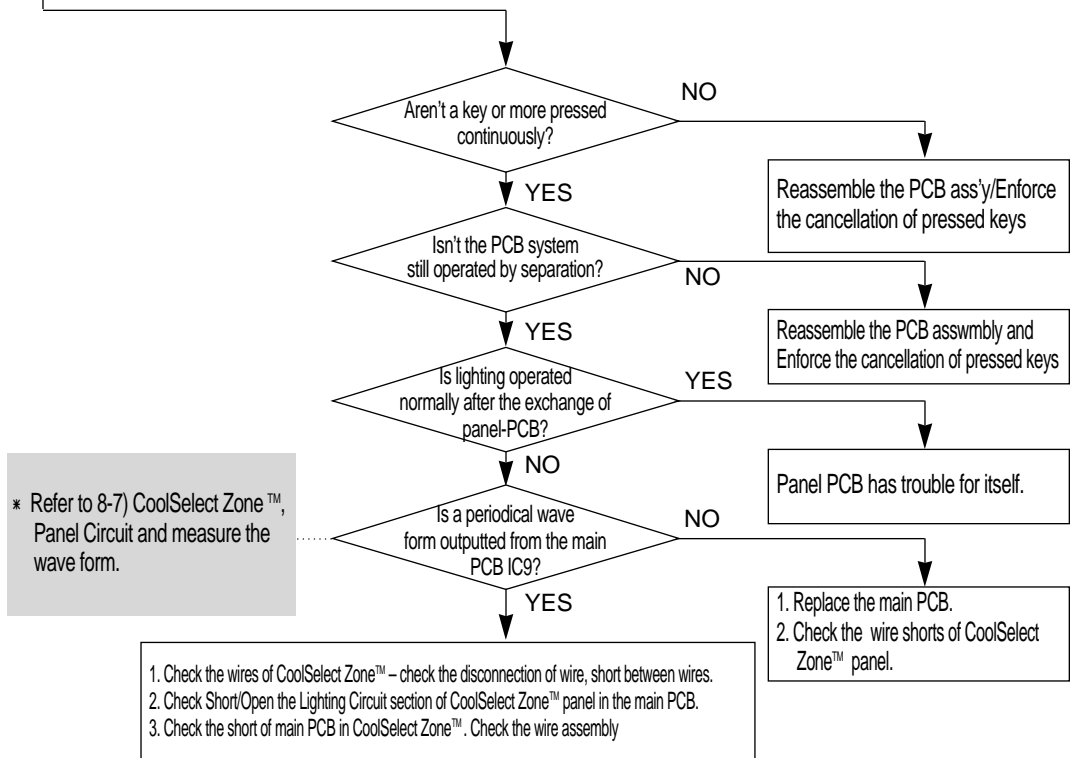 Aren't a key or more pressed
continuously?
NO
Reassemble the PCB ass'y/Enforce
the cancellation of pressed keys
YES
Isn't the PCB system
still operated by separation?
NO
Reassemble the PCB asswmbly and
Enforce the cancellation of pressed keys
YES
Is lighting operated
normally after the exchange of
panel-PCB?
YES
Panel PCB has trouble for itself.
NO
* Refer to 8-7) CoolSelect Zone ™,
Panel Circuit and measure the
wave form.
Is a periodical wave
form outputted from the main
PCB IC9?
NO
1. Replace the main PCB.
2. Check the wire shorts of CoolSelect
Zone™ panel.
YES
1. Check the wires of CoolSelect Zone™ – check the disconnection of wire, short between wires.
2. Check Short/Open the Lighting Circuit section of CoolSelect Zone™ panel in the main PCB.
3. Check the short of main PCB in CoolSelect Zone™. Check the wire assembly